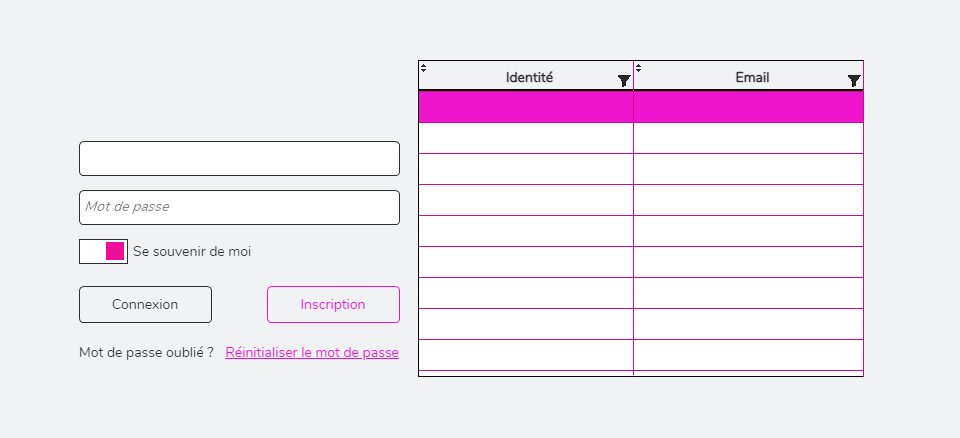 Mot de passe
Se souvenir de moi
Connexion
Inscription
Mot de passe oublié ? Réinitialiser le mot de passe
Identité
Email